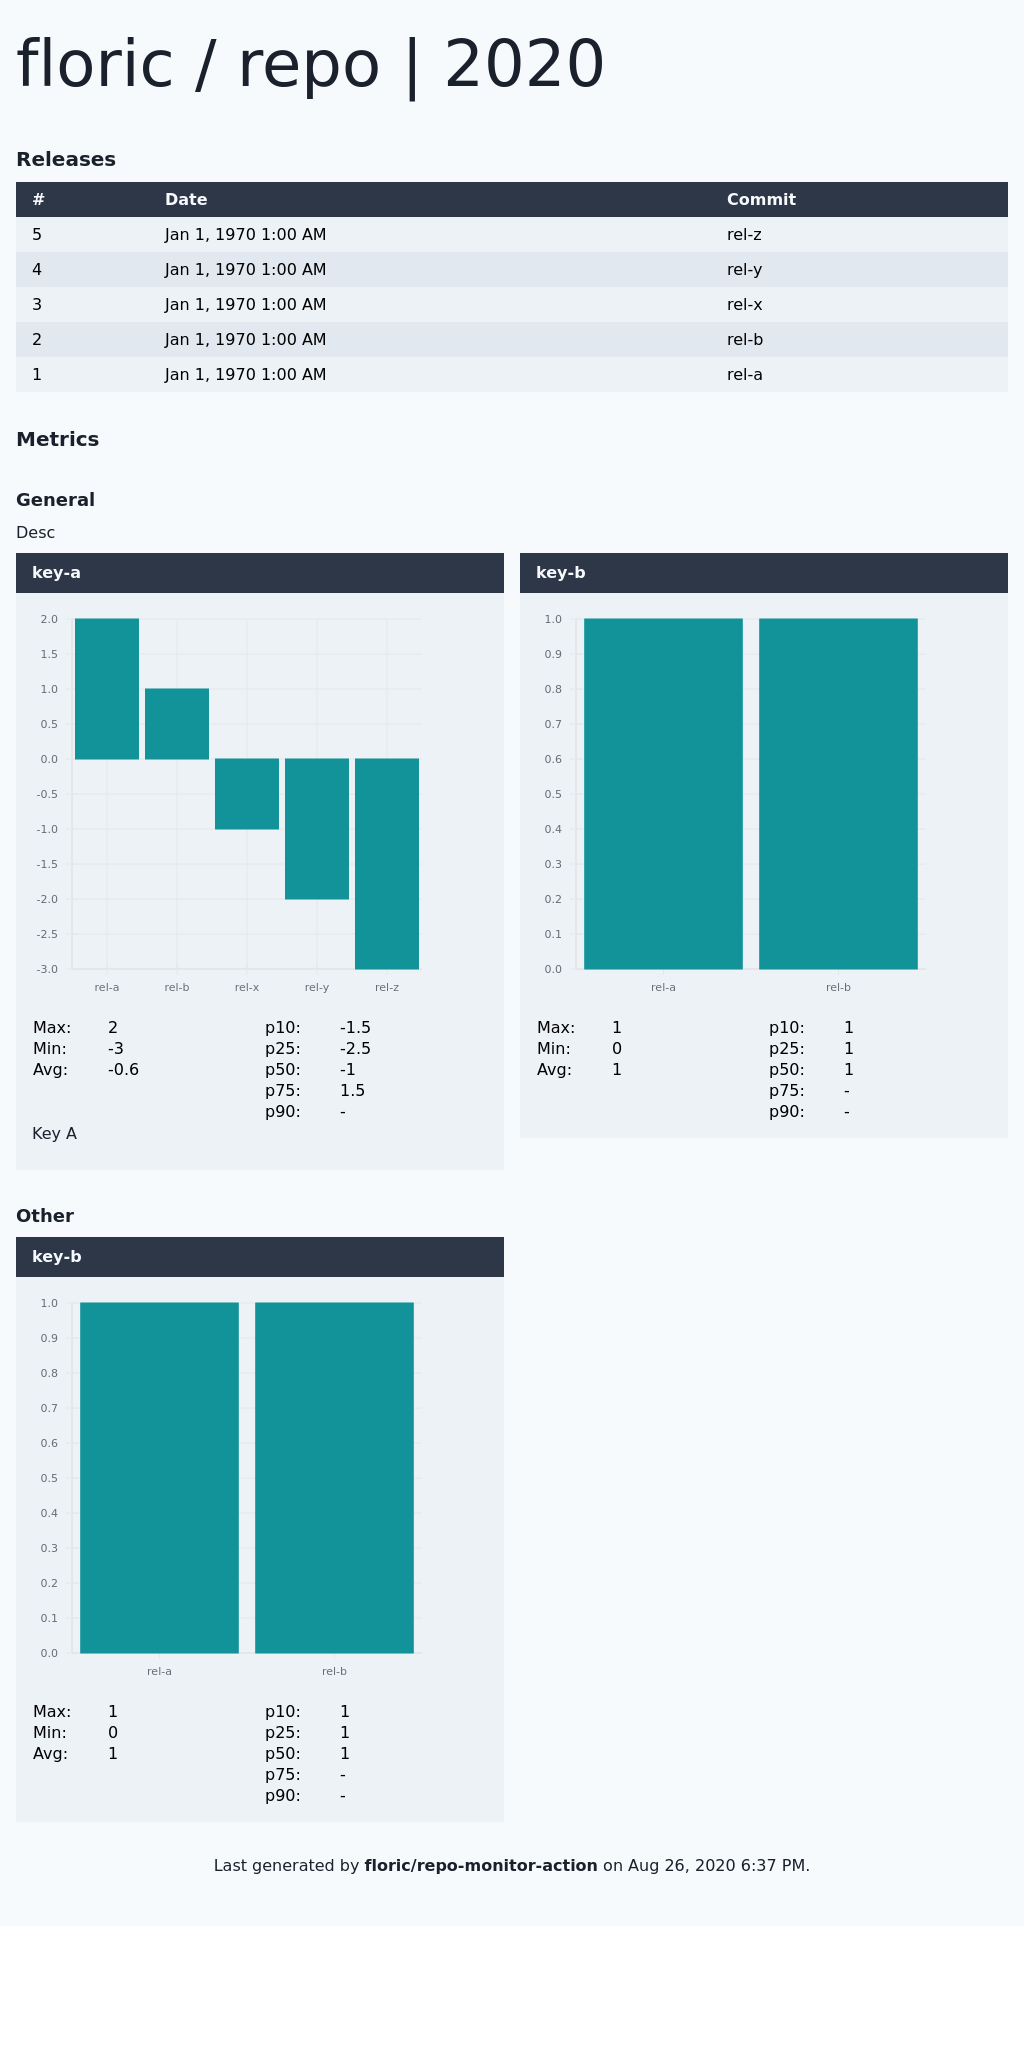 floric / repo | 2020
Releases
# Date Commit
5 Jan 1, 1970 1:00 AM rel-z
4 Jan 1, 1970 1:00 AM rel-y
3 Jan 1, 1970 1:00 AM rel-x
2 Jan 1, 1970 1:00 AM rel-b
1 Jan 1, 1970 1:00 AM rel-a
Metrics
General
Desc
key-a
2.0
1.5
1.0
0.5
0.0
-0.5
-1.0
-1.5
-2.0
-2.5
-3.0
rel-a rel-b rel-x rel-y rel-z
Max: 2 p10: -1.5
Min: -3 p25: -2.5
Avg: -0.6 p50: -1
p75: 1.5
p90: -
Key A
key-b
1.0
0.9
0.8
0.7
0.6
0.5
0.4
0.3
0.2
0.1
0.0
rel-a rel-b
Max: 1 p10: 1
Min: 0 p25: 1
Avg: 1 p50: 1
p75: -
p90: -
Other
key-b
1.0
0.9
0.8
0.7
0.6
0.5
0.4
0.3
0.2
0.1
0.0
rel-a rel-b
Max: 1 p10: 1
Min: 0 p25: 1
Avg: 1 p50: 1
p75: -
p90: -
Last generated by floric/repo-monitor-action on Aug 26, 2020 6:37 PM.